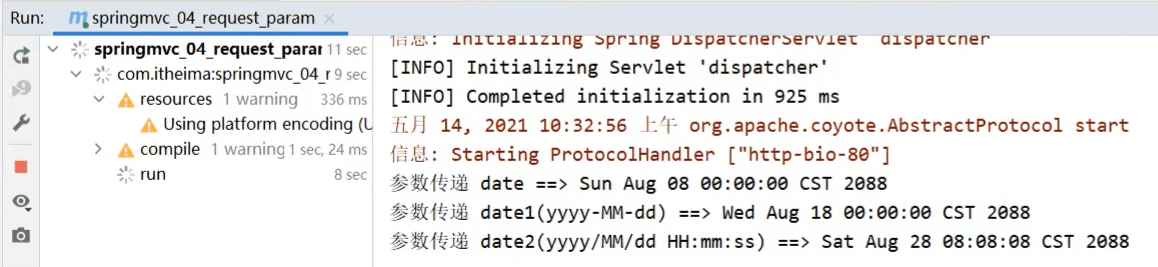 Run: springmvc_04_request_param ×
springmvc_04_request_parar 11 sec
com.itheima:springmvc_04_r 9 sec
resources 1 warning 336 ms
Using platform encoding (U
compile 1 warning 1 sec, 24 ms
run 8 sec
信息: Initializing Spring DispatcherServlet 'dispatcher'
[INFO] Initializing Servlet 'dispatcher'
[INFO] Completed initialization in 925 ms
五月 14, 2021 10:32:56 上午 org.apache.coyote.AbstractProtocol start
信息: Starting ProtocolHandler ["http-bio-80"]
参数传递 date ==> Sun Aug 08 00:00:00 CST 2088
参数传递 date1(yyyy-MM-dd) ==> Wed Aug 18 00:00:00 CST 2088
参数传递 date2(yyyy/MM/dd HH:mm:ss) ==> Sat Aug 28 08:08:08 CST 2088